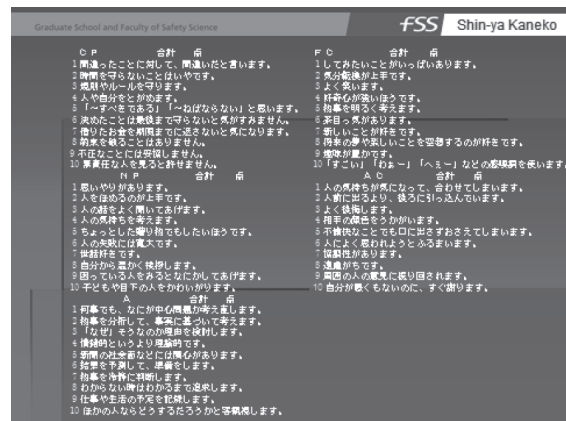 Graduate School and Faculty of Safety Science
FSS Shin-ya Kaneko
CP 合計 点
1 間違ったことに対して、間違いだと言います。
2 時間を守らないことはいやです。
3 規則やルールを守ります。
4 人や自分をとがめます。
5 「～すべきである」「～ねばならない」と思います。
6 決めたことは最後まで守らないと気がすみません。
7 借りたお金を期限までに返さないと気になります。
8 約束を破ることはありません。
9 不正なことには妥協しません。
10 無責任な人を見ると許せません。
NP 合計 点
1 思いやりがあります。
2 人をほめるのが上手です。
3 人の話をよく聞いてあげます。
4 人の気持ちを考えます。
5 ちょっとした贈り物でもしたいほうです。
6 人の失敗には寛大です。
7 世話好きです。
8 自分から温かく挨拶します。
9 困っている人をみるとなにかしてあげます。
10 子どもや目下の人をかわいがります。
A 合計 点
1 何事でも、なにが中心問題か考え直します。
2 物事を分析して、事実に基づいて考えます。
3 「なぜ」そうなのか理由を検討します。
4 情緒的というより理論的です。
5 新聞の社会面などには関心があります。
6 結果を予測して、準備をします。
7 物事を冷静に判断します。
8 わからない時はわかるまで追求します。
9 仕事や生活の予定を記録します。
10 ほかの人ならどうするだろうかと客観視します。
FC 合計 点
1 してみたいことがいっぱいあります。
2 気分転換が上手です。
3 よく笑います。
4 好奇心が強いほうです。
5 物事を明るく考えます。
6 茶目っ気があります。
7 新しいことが好きです。
8 将来の夢や楽しいことを空想するのが好きです。
9 趣味が豊かです。
10 「すごい」「わぁー」「へぇー」などの感嘆詞を使います。
AC 合計 点
1 人の気持ちが気になって、合わせてしまいます。
2 人前に出るより、後ろに引っ込んでいます。
3 よく後悔します。
4 相手の顔色をうかがいます。
5 不愉快なことでも口に出さずおさえてしまいます。
6 人によく思われようとふるまいます。
7 協調性があります。
8 遠慮がちです。
9 周囲の人の意見に振り回されます。
10 自分が悪くもないのに、すぐ謝ります。